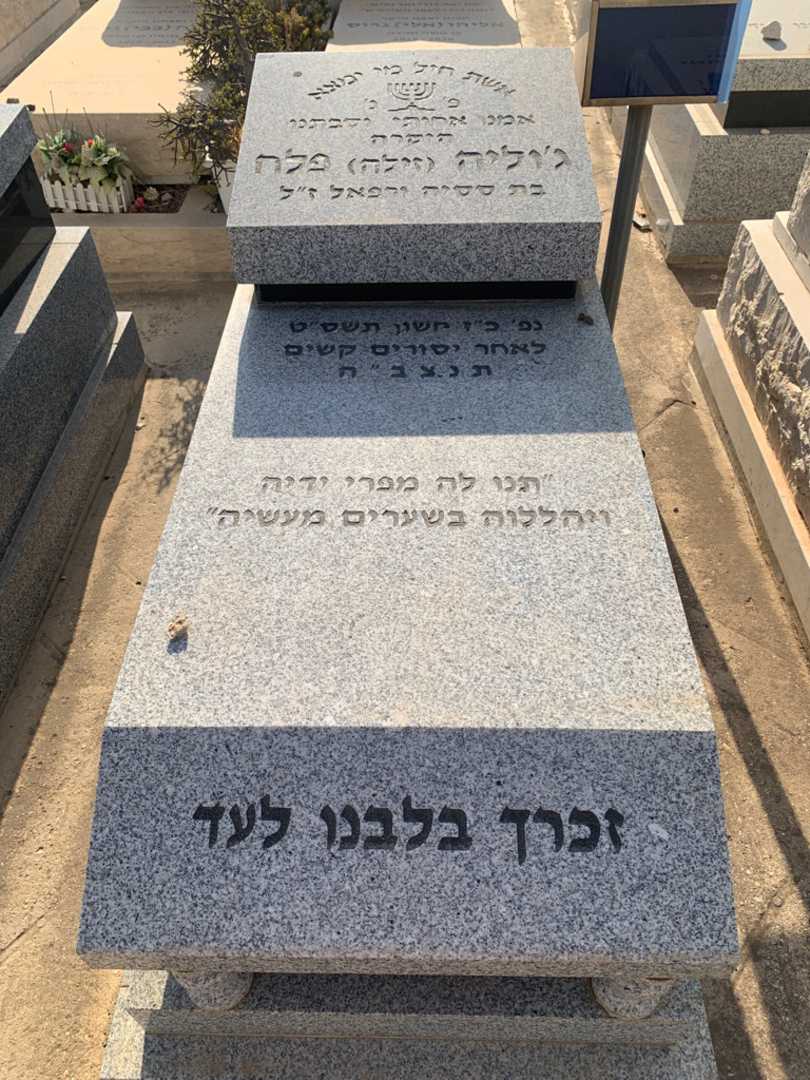 אשת חיל מי ימצא
פ' נ'
אמנו אחותי וסבתנו
היקרה
ג'וליה (זילה) פלח
בת ססיה ורפאל ז"ל
נפ' כ"ז חשון תשס"ט
לאחר יסורים קשים
ת נ צ ב " ה
"תנו לה מפרי ידיה
ויהללוה בשערים מעשיה"
זכרך בלבנו לעד